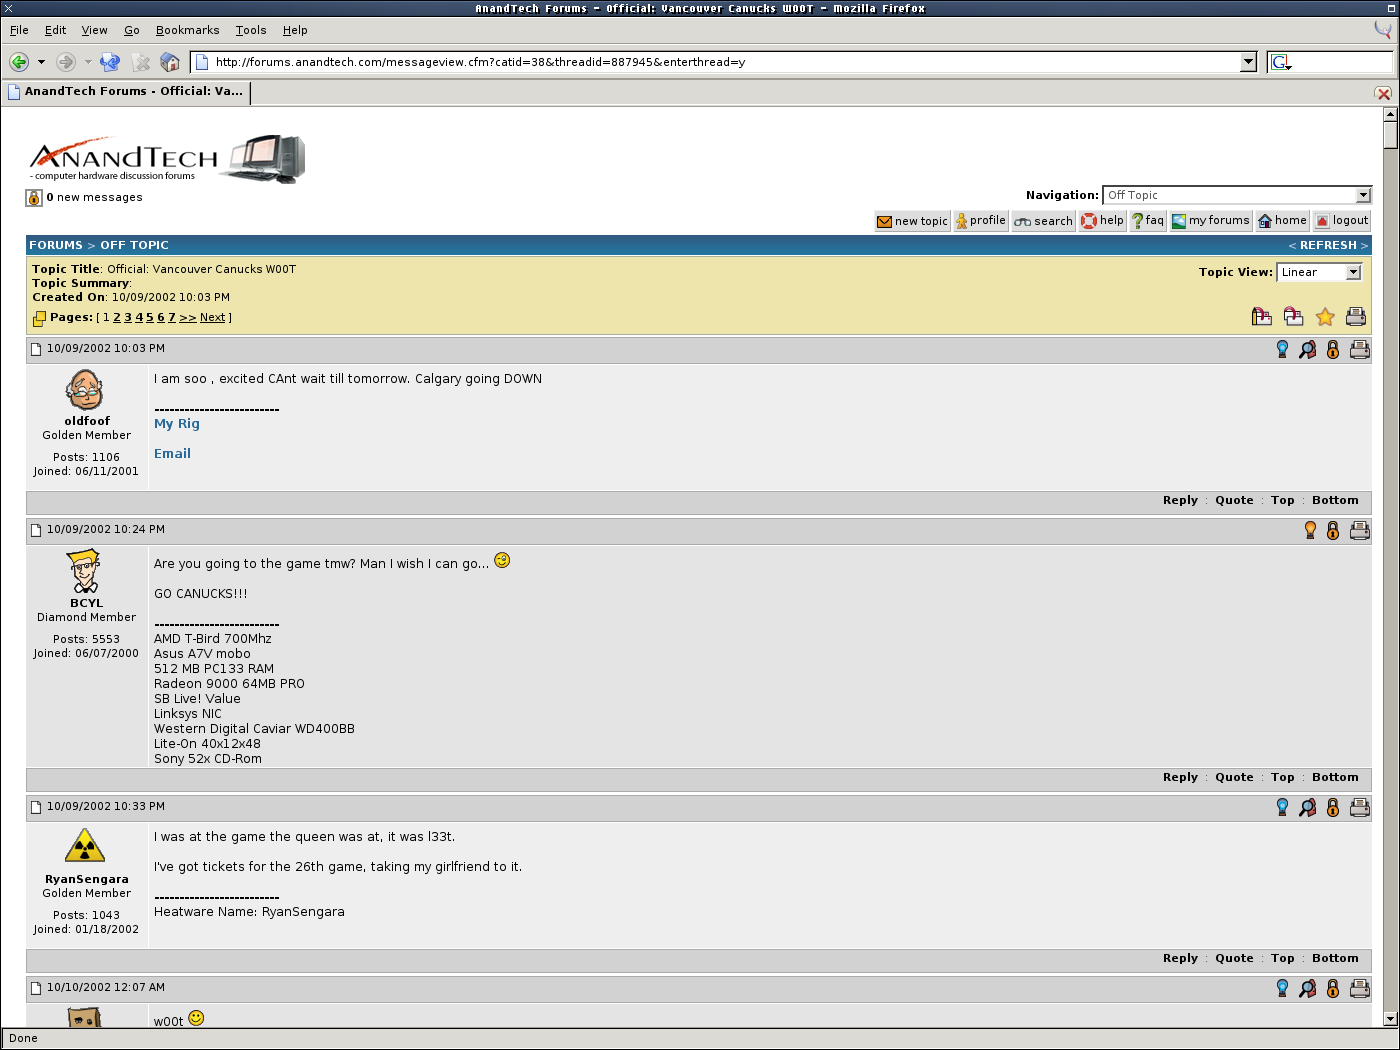 AnandTech Forums - Official: Vancouver Canucks W00T - Mozilla Firefox
File Edit View Go Bookmarks Tools Help
http://forums.anandtech.com/messageview.cfm?catid=38&threadid=887945&enterthread=y
G
AnandTech Forums - Official: Va...
ANANDTECH
- computer hardware discussion forums
0 new messages
Navigation: Off Topic
new topic profile search help faq my forums home logout
FORUMS > OFF TOPIC < REFRESH >
Topic Title: Official: Vancouver Canucks W00T
Topic View: Linear
Topic Summary:
Created On: 10/09/2002 10:03 PM
Pages: [ 1 2 3 4 5 6 7 >> Next ]
10/09/2002 10:03 PM
oldfoof
Golden Member
Posts: 1106
Joined: 06/11/2001
I am soo , excited CAnt wait till tomorrow. Calgary going DOWN
-------------------------
My Rig
Email
Reply : Quote : Top : Bottom
10/09/2002 10:24 PM
BCYL
Diamond Member
Posts: 5553
Joined: 06/07/2000
Are you going to the game tmw? Man I wish I can go...
GO CANUCKS!!!
-------------------------
AMD T-Bird 700Mhz
Asus A7V mobo
512 MB PC133 RAM
Radeon 9000 64MB PRO
SB Live! Value
Linksys NIC
Western Digital Caviar WD400BB
Lite-On 40x12x48
Sony 52x CD-Rom
Reply : Quote : Top : Bottom
10/09/2002 10:33 PM
RyanSengara
Golden Member
Posts: 1043
Joined: 01/18/2002
I was at the game the queen was at, it was l33t.
I've got tickets for the 26th game, taking my girlfriend to it.
-------------------------
Heatware Name: RyanSengara
Reply : Quote : Top : Bottom
10/10/2002 12:07 AM
w00t
Done